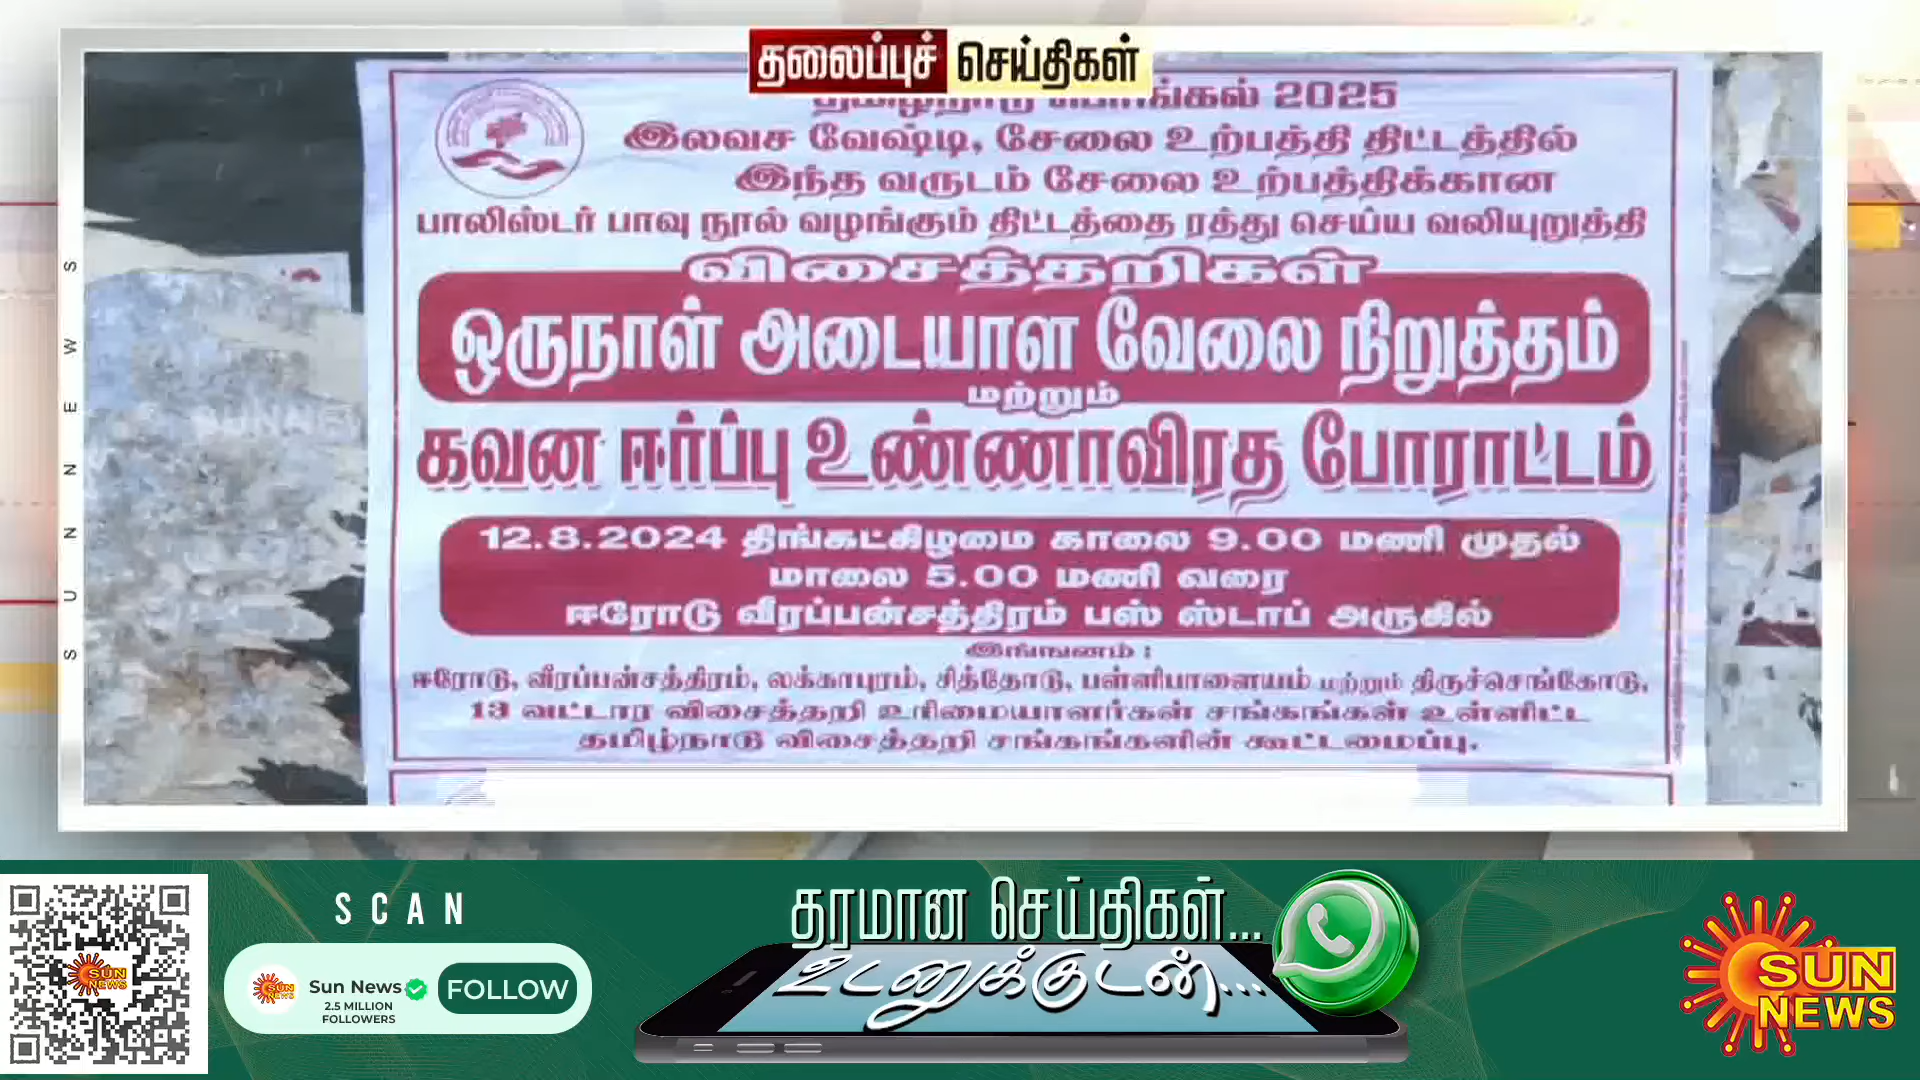 தலைப்புச் செய்திகள்
தமிழ்நாடு பொங்கல் 2025
இலவச வேஷ்டி, சேலை உற்பத்தி திட்டத்தில்
இந்த வருடம் சேலை உற்பத்திக்கான
பாலிஸ்டர் பாவு நூல் வழங்கும் திட்டத்தை ரத்து செய்ய வலியுறுத்தி
விசைத்தறிகள்
ஒருநாள் அடையாள வேலை நிறுத்தம்
மற்றும்
கவன ஈர்ப்பு உண்ணாவிரத போராட்டம்
12.8.2024 திங்கட்கிழமை காலை 9.00 மணி முதல்
மாலை 5.00 மணி வரை
ஈரோடு வீரப்பன்சத்திரம் பஸ் ஸ்டாப் அருகில்
இங்ஙனம் :
ஈரோடு, வீரப்பன்சத்திரம், லக்காபுரம், சித்தோடு, பள்ளிபாளையம் மற்றும் திருச்செங்கோடு,
13 வட்டார விசைத்தறி உரிமையாளர்கள் சங்கங்கள் உள்ளிட்ட
தமிழ்நாடு விசைத்தறி சங்கங்களின் கூட்டமைப்பு.
SUN NEWS
SCAN
Sun News
2.5 MILLION
FOLLOWERS
FOLLOW
தரமான செய்திகள்...
உடனுக்குடன்...
SUN
NEWS